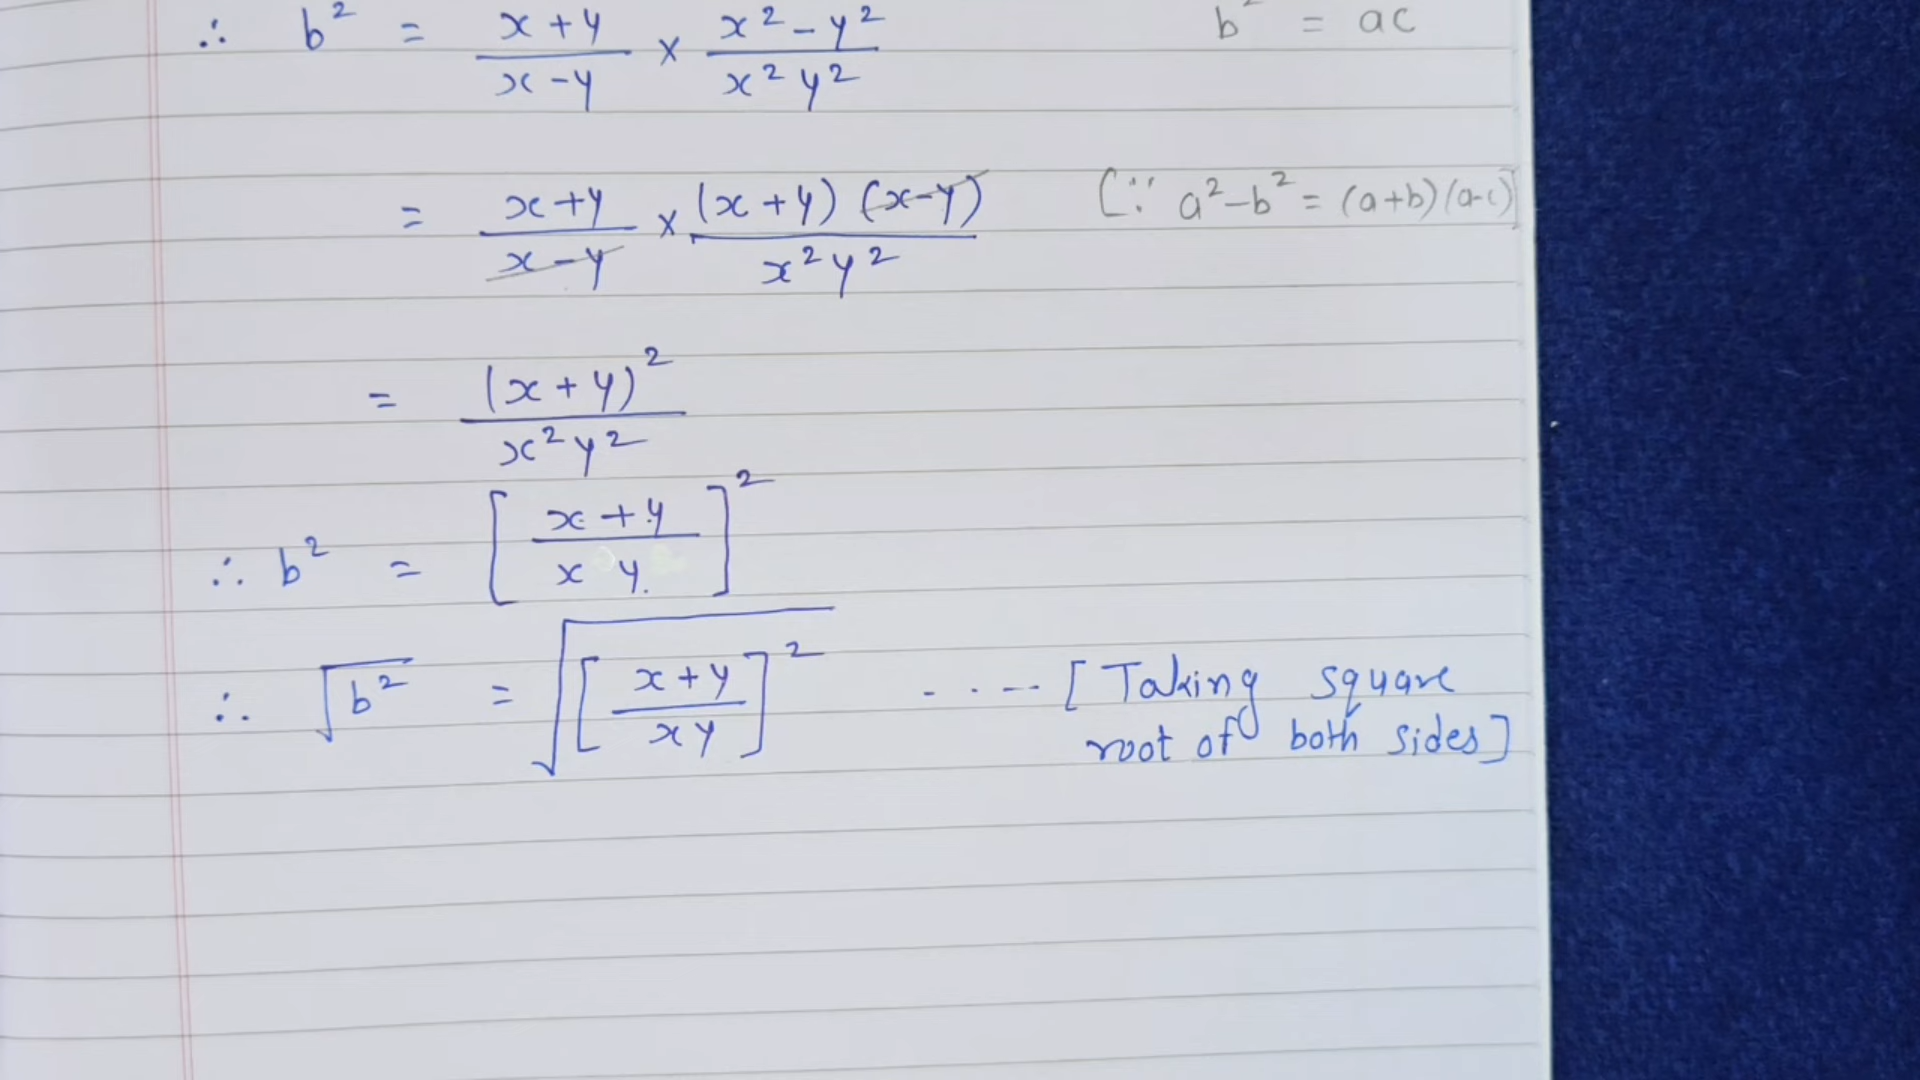 ∴ b² = (x+y)/(x-y) × (x²-y²)/(x²y²) b² = ac
= (x+y)/(x-y) × (x+y)(x-y)/(x²y²) [∵ a²-b² = (a+b)(a-
= (x+y)²/(x²y²)
∴ b² = [(x+y)/(xy)]²
∴ √b² = √[(x+y)/(xy)]² .... [Taking square
root of both sides]